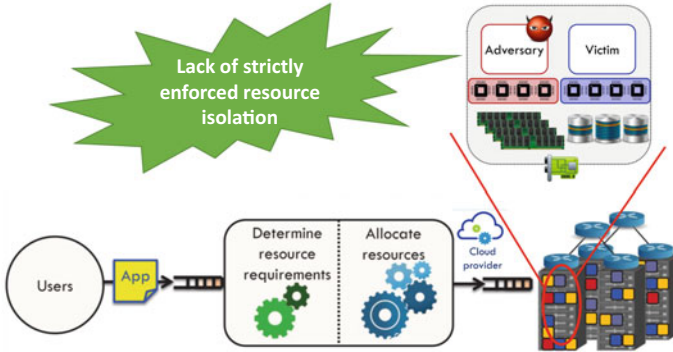 Lack of strictly
enforced resource
isolation
Adversary
Victim
Users
App
Determine
resource
requirements
Allocate
resources
Cloud
provider